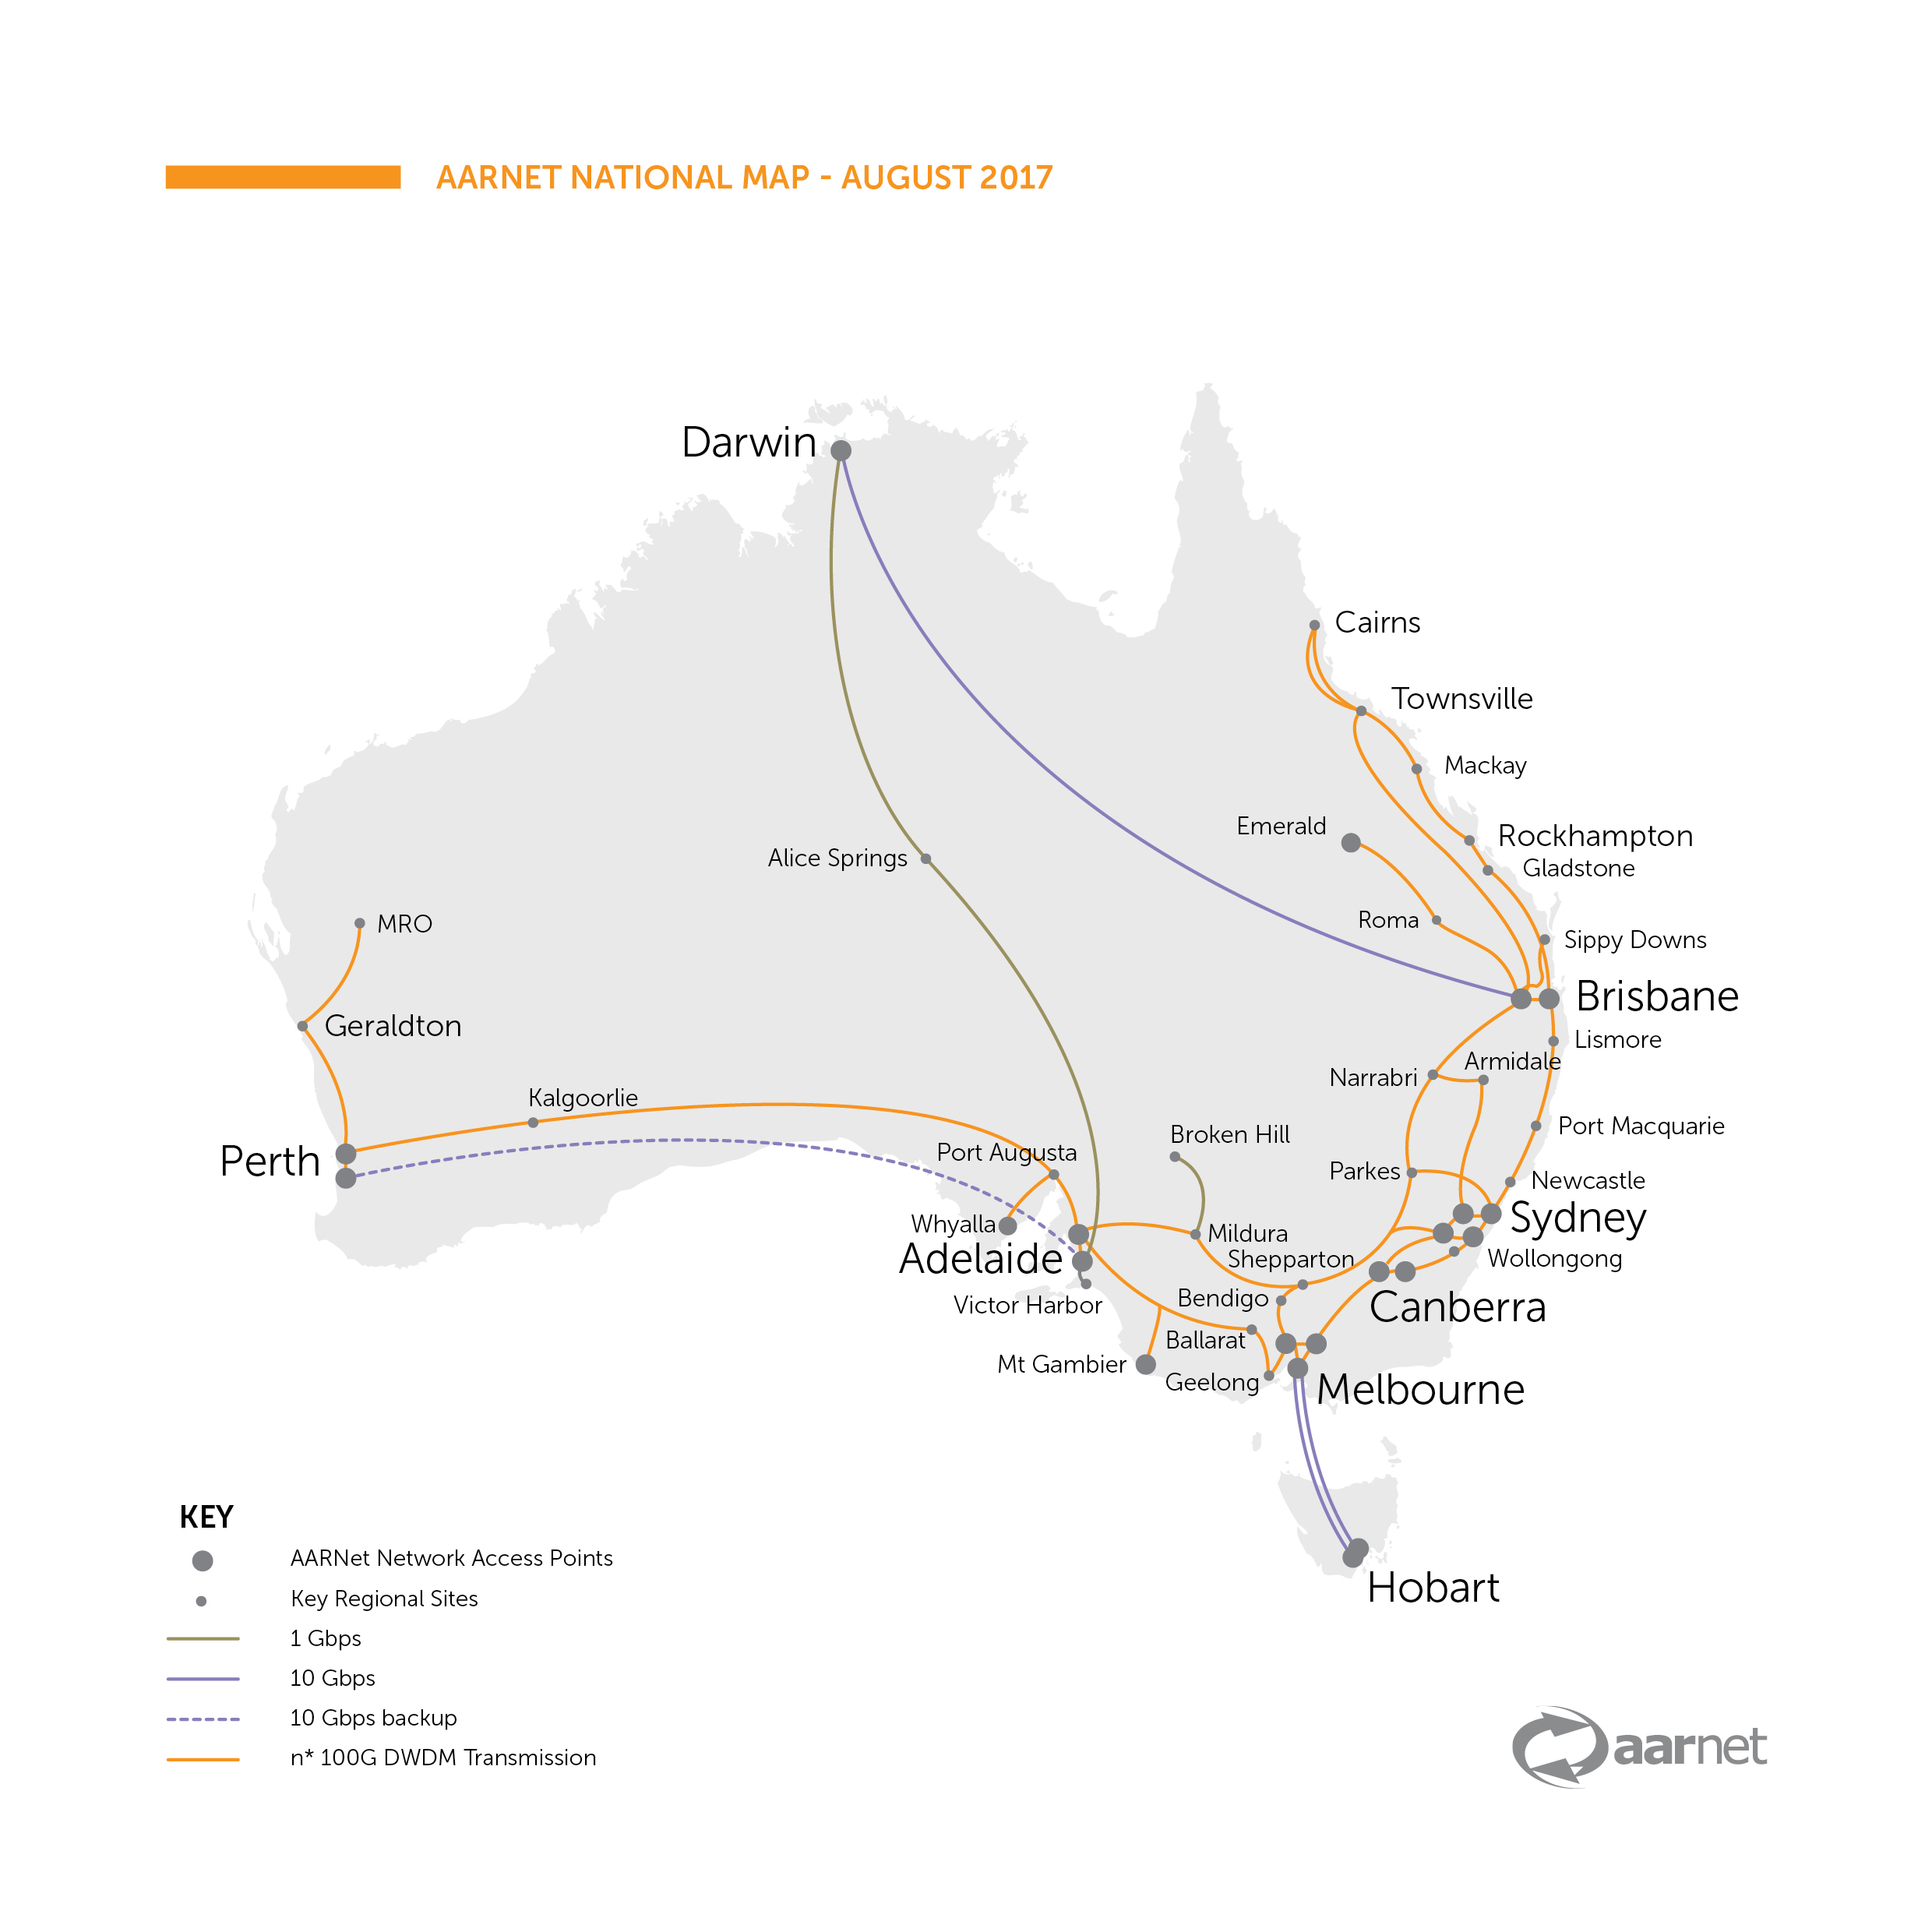 AARNET NATIONAL MAP - AUGUST 2017
Darwin
Cairns
Townsville
Mackay
Emerald
Rockhampton
Alice Springs
Gladstone
Roma
MRO
Sippy Downs
Brisbane
Geraldton
Lismore
Armidale
Narrabri
Kalgoorlie
Port Macquarie
Broken Hill
Port Augusta
Perth
Parkes
Newcastle
Sydney
Whyalla
Mildura
Adelaide
Shepparton
Wollongong
Bendigo
Victor Harbor
Canberra
Ballarat
Mt Gambier
Geelong
Melbourne
Hobart
KEY
AARNet Network Access Points
Key Regional Sites
1 Gbps
10 Gbps
10 Gbps backup
n* 100G DWDM Transmission
aarnet